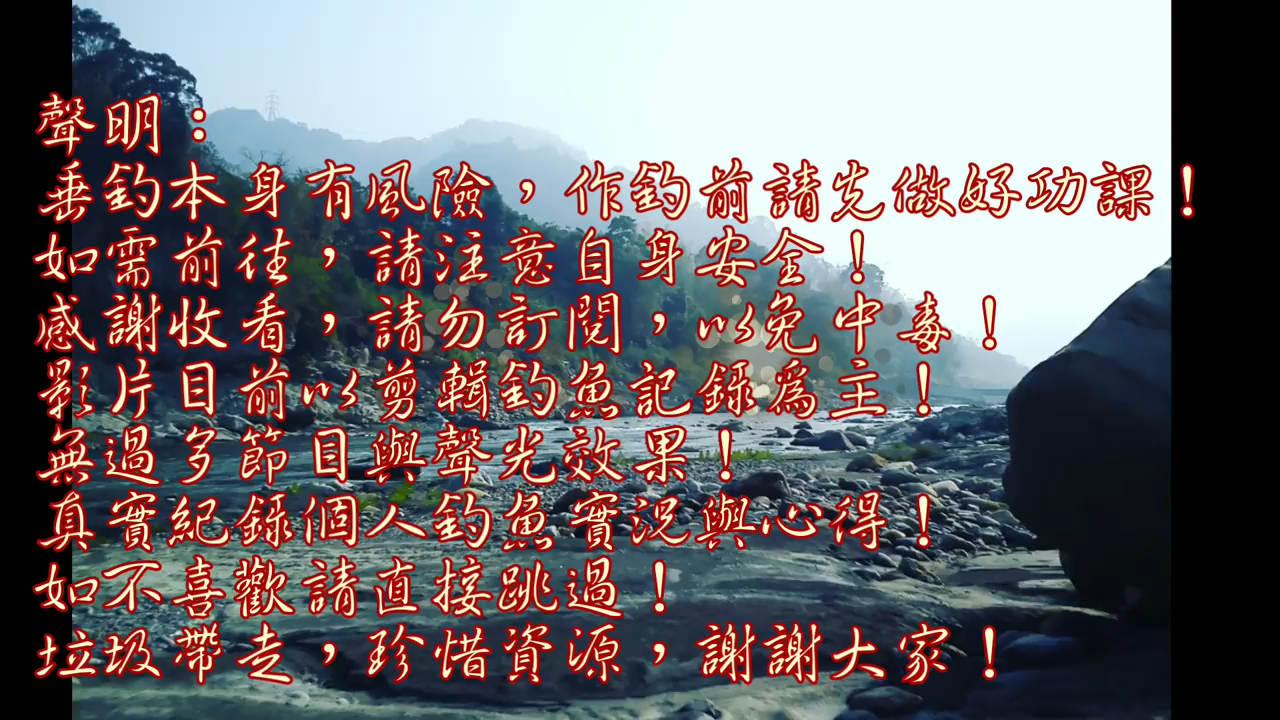 聲明：
垂釣本身有風險，作釣前請先做好功課！
如需前往，請注意自身安全！
感謝收看，請勿訂閱，以免中毒！
影片目前以剪輯釣魚記錄為主！
無過多節目與聲光效果！
真實紀錄個人釣魚實況與心得！
如不喜歡請直接跳過！
垃圾帶走，珍惜資源，謝謝大家！